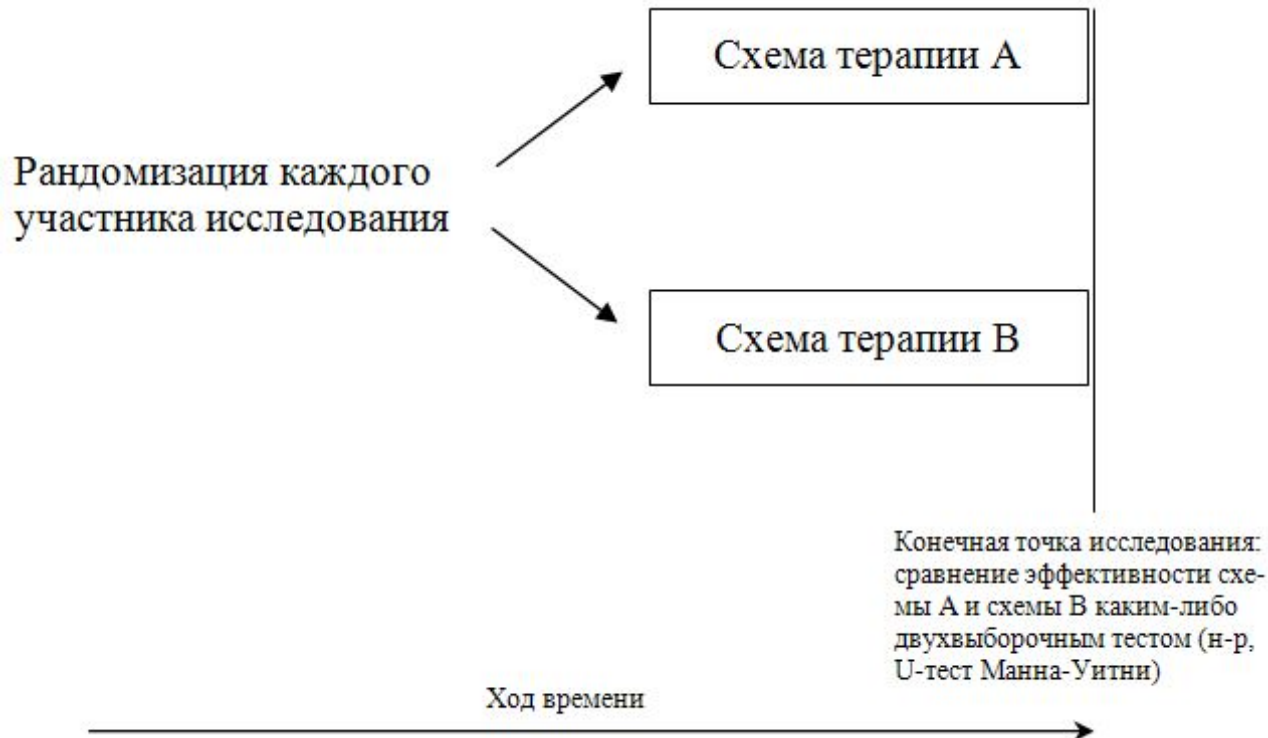 Схема терапии А
Рандомизация каждого
участника исследования
Схема терапии В
Конечная точка исследования:
сравнение эффективности схе-
мы А и схемы В каким-либо
двухвыборочным тестом (н-р,
U-тест Манна-Уитни)
Ход времени